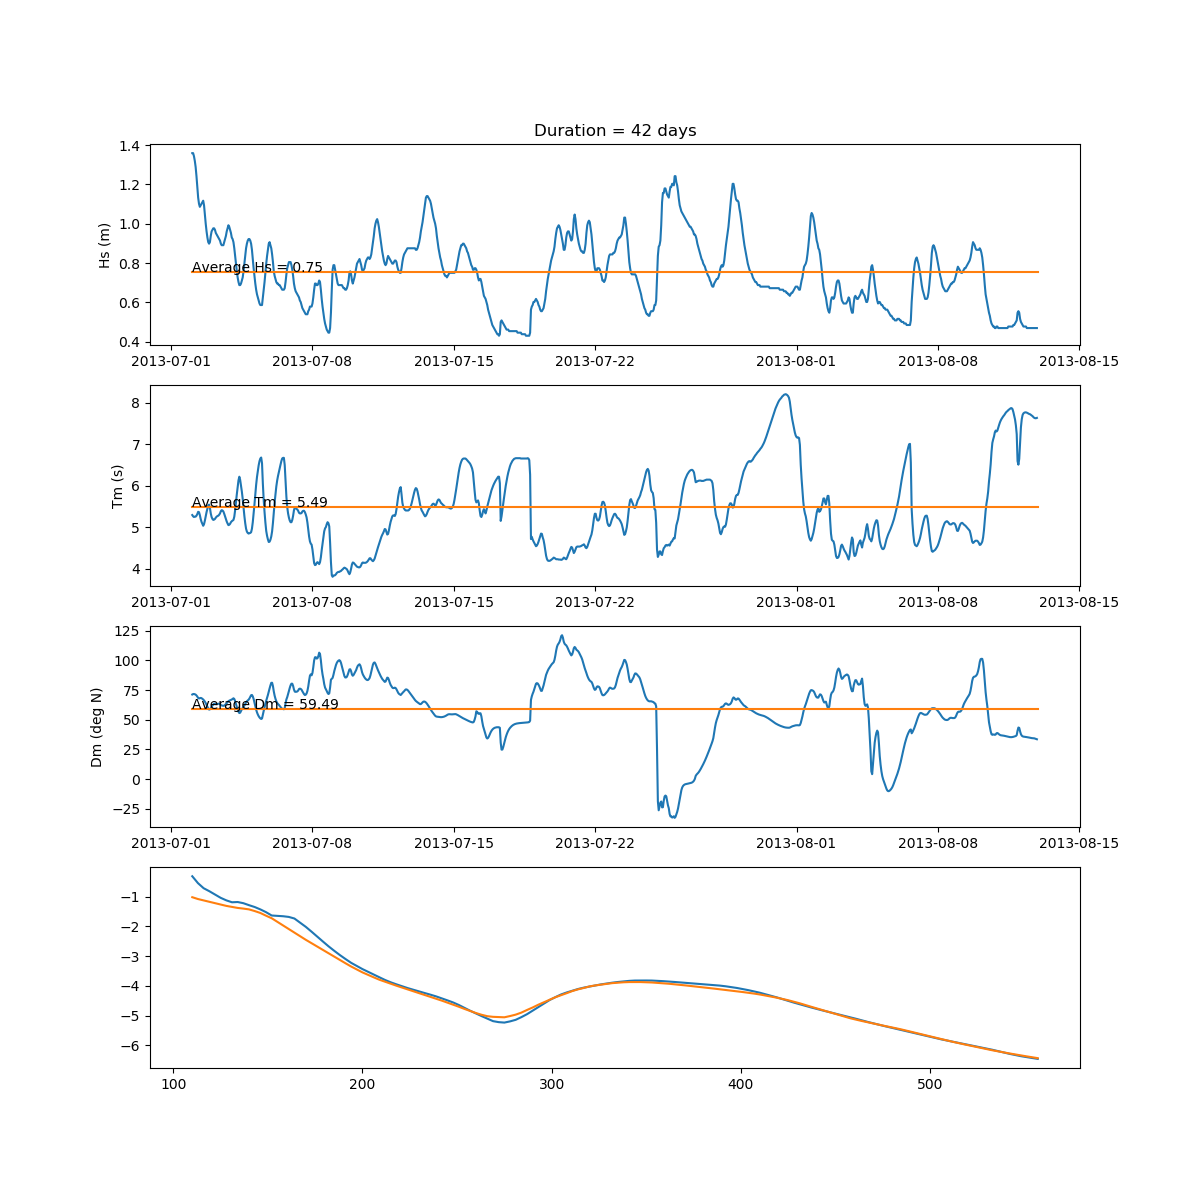 Duration = 42 days
1.4
1.2
1.0
0.8
0.6
0.4
Hs (m)
Average Hs = 0.75
2013-07-01 2013-07-08 2013-07-15 2013-07-22 2013-08-01 2013-08-08 2013-08-15
8
7
6
5
4
Tm (s)
Average Tm = 5.49
2013-07-01 2013-07-08 2013-07-15 2013-07-22 2013-08-01 2013-08-08 2013-08-15
125
100
75
50
25
0
−25
Dm (deg N)
Average Dm = 59.49
2013-07-01 2013-07-08 2013-07-15 2013-07-22 2013-08-01 2013-08-08 2013-08-15
−1
−2
−3
−4
−5
−6
100 200 300 400 500